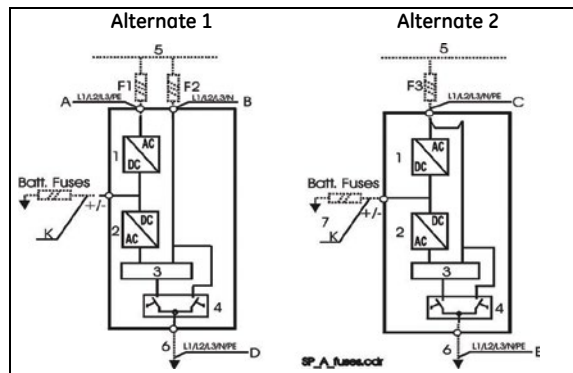 Alternate 1
Alternate 2
5
5
F1
F2
F3
A
L1/L2/L3/PE
L1/L2/L3/N
B
L1/L2/L3/N/PE
C
1
AC
DC
1
AC
DC
Batt. Fuses
+/-
K
Batt. Fuses
7
+/-
K
2
DC
AC
2
DC
AC
3
3
4
4
6
L1/L2/L3/N/PE
D
SP_A_fuses.cdr
6
L1/L2/L3/N/PE
E